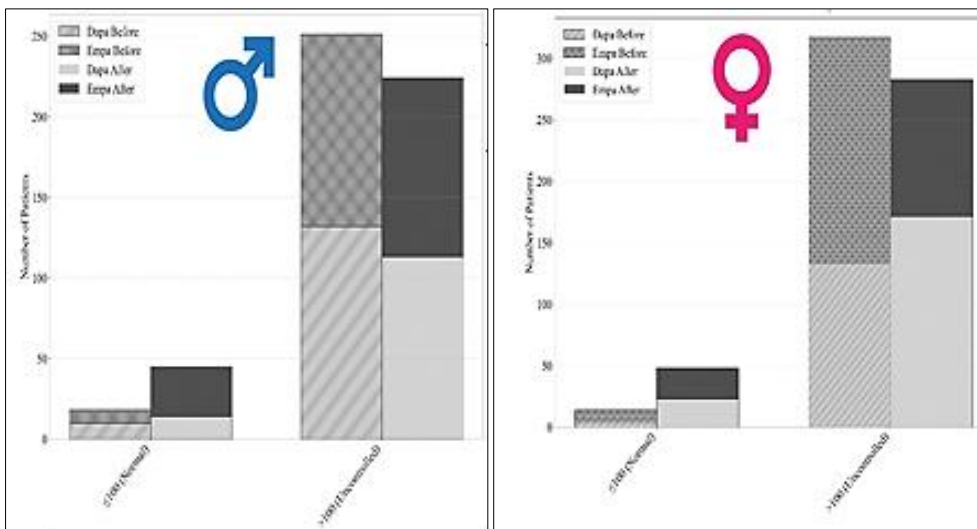 Dapa Before
Empa Before
Dapa After
Empa After
250
200
150
100
50
0
Number of Patients
≤100 (Normal)
>100 (Uncontrolled)
Dapa Before
Empa Before
Dapa After
Empa After
300
250
200
150
100
50
0
Number of Patients
≤100 (Normal)
>100 (Uncontrolled)